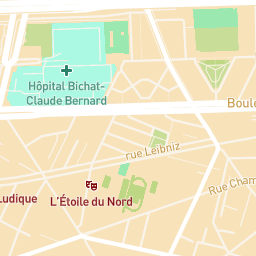 Hôpital Bichat-
Claude Bernard
Boule
rue Leibniz
Rue Cham
Ludique
L'Étoile du Nord